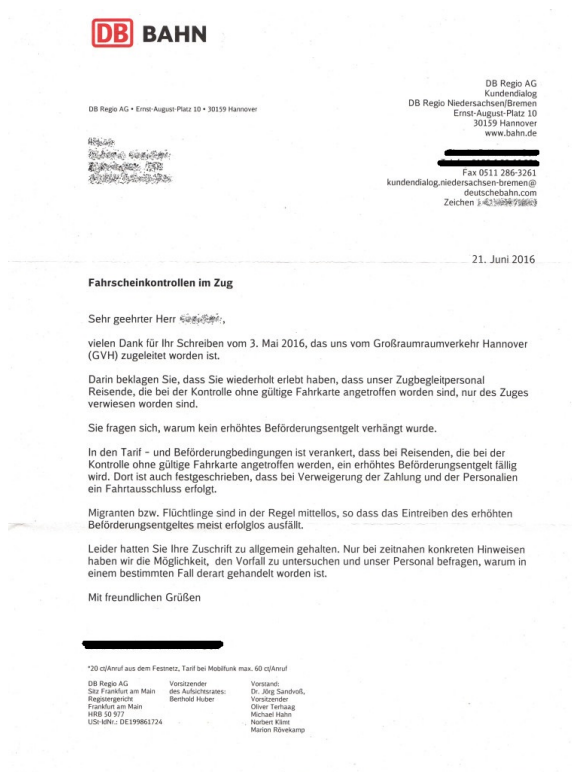 DB BAHN
DB Regio AG
Kundendialog
DB Regio Niedersachsen/Bremen
Ernst-August-Platz 10
30159 Hannover
www.bahn.de
DB Regio AG • Ernst-August-Platz 10 • 30159 Hannover
Fax 0511 286-3261
kundendialog.niedersachsen-bremen@
deutschebahn.com
Zeichen
21. Juni 2016
Fahrscheinkontrollen im Zug
Sehr geehrter Herr
vielen Dank für Ihr Schreiben vom 3. Mai 2016, das uns vom Großraumraumverkehr Hannover
(GVH) zugeleitet worden ist.
Darin beklagen Sie, dass Sie wiederholt erlebt haben, dass unser Zugbegleitpersonal
Reisende, die bei der Kontrolle ohne gültige Fahrkarte angetroffen worden sind, nur des Zuges
verwiesen worden sind.
Sie fragen sich, warum kein erhöhtes Beförderungsentgelt verhängt wurde.
In den Tarif - und Beförderungbedingungen ist verankert, dass bei Reisenden, die bei der
Kontrolle ohne gültige Fahrkarte angetroffen werden, ein erhöhtes Beförderungsentgelt fällig
wird. Dort ist auch festgeschrieben, dass bei Verweigerung der Zahlung und der Personalien
ein Fahrtausschluss erfolgt.
Migranten bzw. Flüchtlinge sind in der Regel mittellos, so dass das Eintreiben des erhöhten
Beförderungsentgeltes meist erfolglos ausfällt.
Leider hatten Sie Ihre Zuschrift zu allgemein gehalten. Nur bei zeitnahen konkreten Hinweisen
haben wir die Möglichkeit, den Vorfall zu untersuchen und unser Personal befragen, warum in
einem bestimmten Fall derart gehandelt worden ist.
Mit freundlichen Grüßen
*20 ct/Anruf aus dem Festnetz, Tarif bei Mobilfunk max. 60 ct/Anruf
DB Regio AG
Sitz Frankfurt am Main
Registergericht
Frankfurt am Main
HRB 50 977
USt-IdNr.: DE199861724
Vorsitzender
des Aufsichtsrates:
Berthold Huber
Vorstand:
Dr. Jörg Sandvoß,
Vorsitzender
Oliver Terhaag
Michael Hahn
Norbert Klimt
Marion Rövekamp